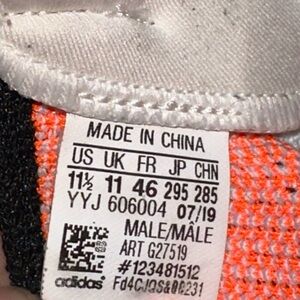 MADE IN CHINA
US UK FR JP CHN
11½ 11 46 295 285
YYJ 606004 07/19
MALE/MÂLE
ART G27519
#123481512
adidas